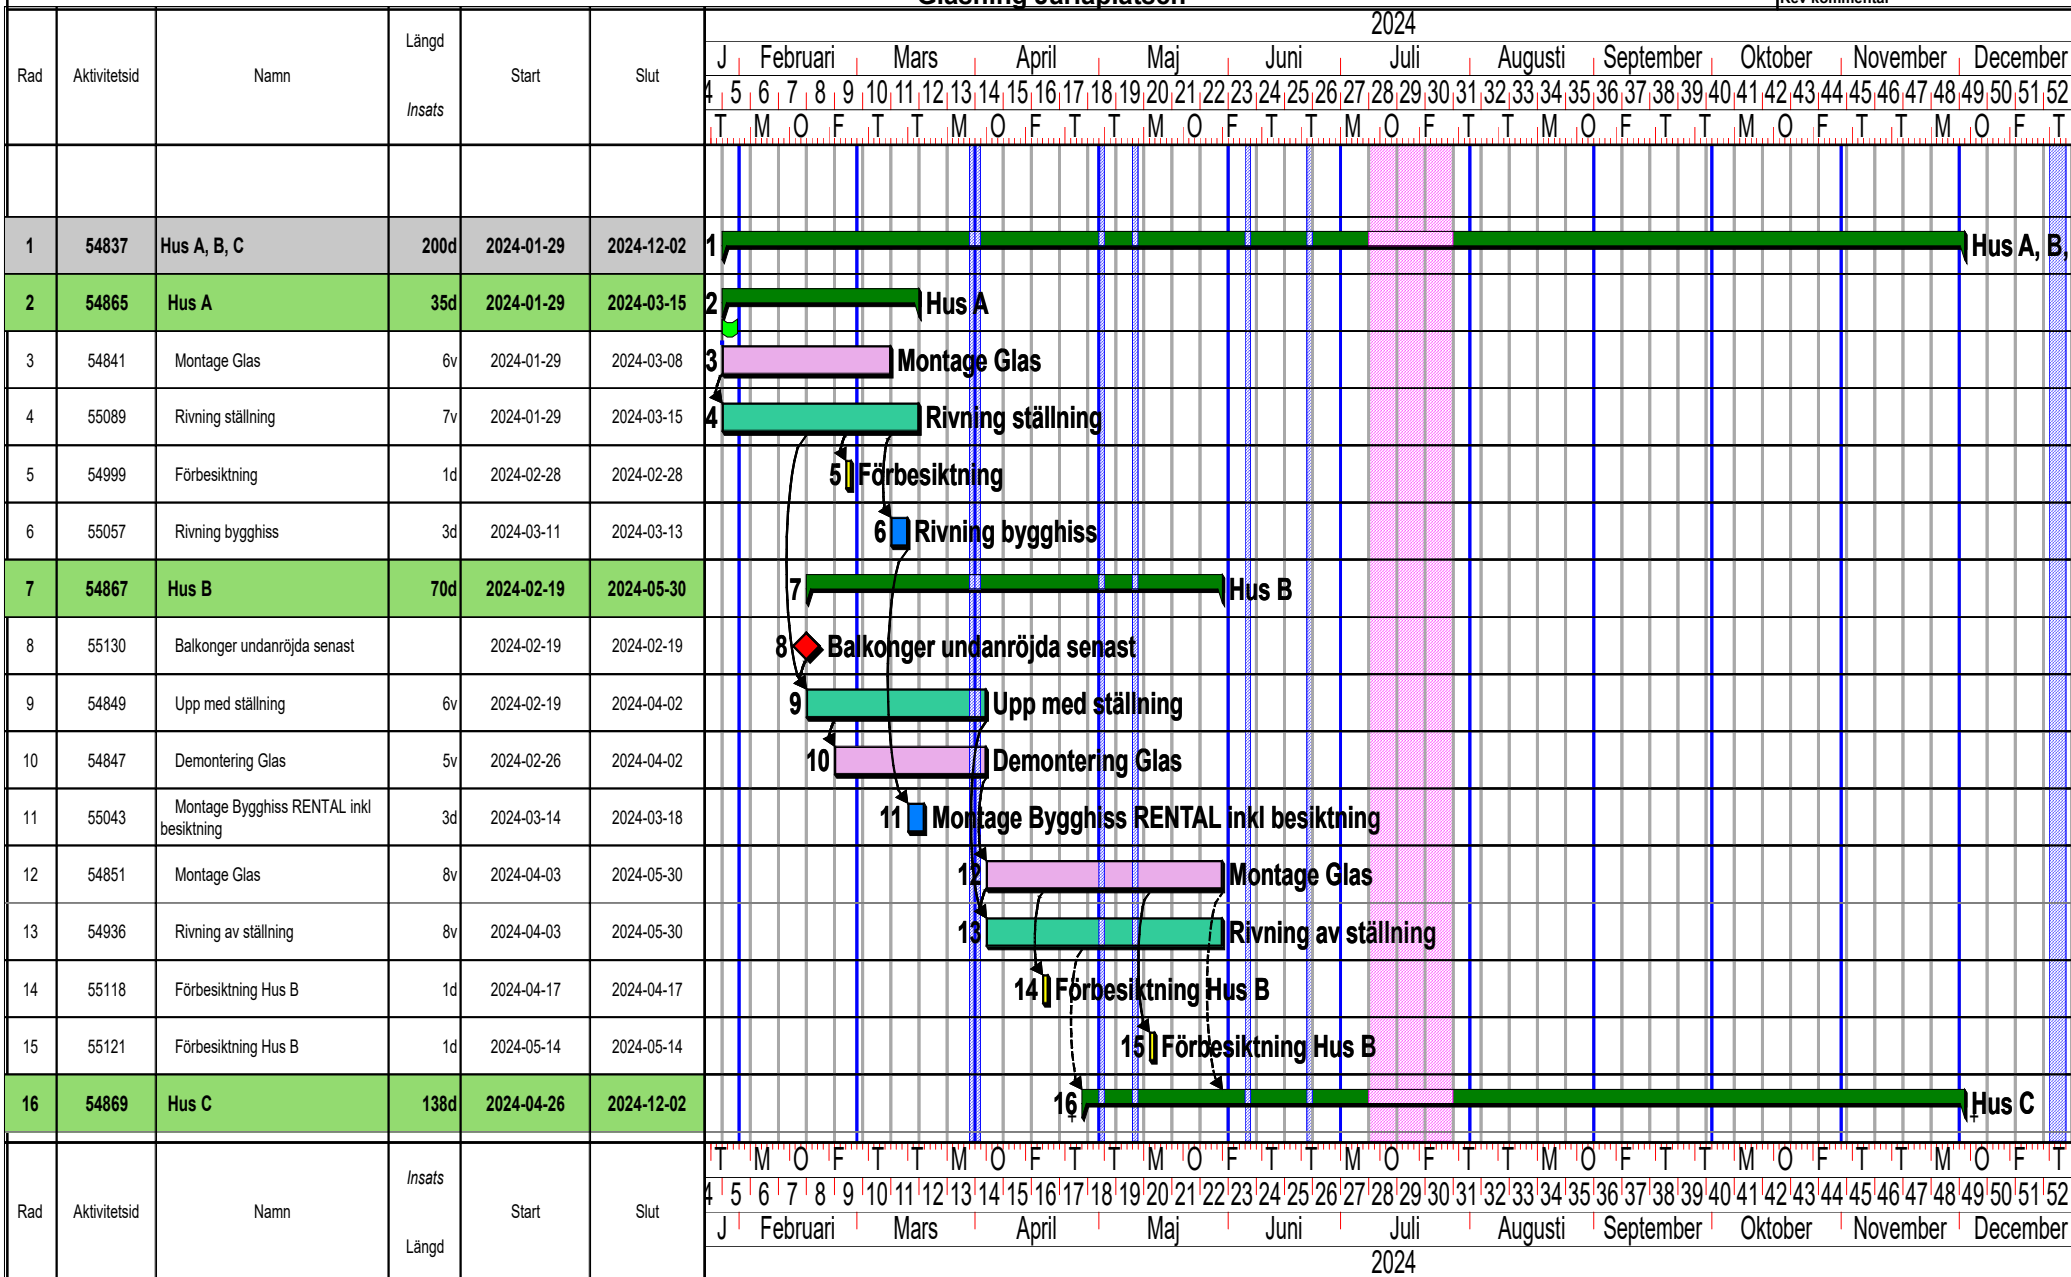 2024
Längd
J Februari Mars April Maj Juni Juli Augusti September Oktober November December
Rad Aktivitetsid Namn Start Slut
4 5 6 7 8 9 10 11 12 13 14 15 16 17 18 19 20 21 22 23 24 25 26 27 28 29 30 31 32 33 34 35 36 37 38 39 40 41 42 43 44 45 46 47 48 49 50 51 52
Insats
T M O F T T M O F T T M O F T T M O F T T M O F T T M O F T T M O F T
1 54837 Hus A, B, C 200d 2024-01-29 2024-12-02 1 Hus A, B,
2 54865 Hus A 35d 2024-01-29 2024-03-15 2 Hus A
3 54841 Montage Glas 6v 2024-01-29 2024-03-08 3 Montage Glas
4 55089 Rivning ställning 7v 2024-01-29 2024-03-15 4 Rivning ställning
5 54999 Förbesiktning 1d 2024-02-28 2024-02-28 5 Förbesiktning
6 55057 Rivning bygghiss 3d 2024-03-11 2024-03-13 6 Rivning bygghiss
7 54867 Hus B 70d 2024-02-19 2024-05-30 7 Hus B
8 55130 Balkonger undanröjda senast 2024-02-19 2024-02-19 8 Balkonger undanröjda senast
9 54849 Upp med ställning 6v 2024-02-19 2024-04-02 9 Upp med ställning
10 54847 Demontering Glas 5v 2024-02-26 2024-04-02 10 Demontering Glas
11 55043 Montage Bygghiss RENTAL inkl
besiktning 3d 2024-03-14 2024-03-18 11 Montage Bygghiss RENTAL inkl besiktning
12 54851 Montage Glas 8v 2024-04-03 2024-05-30 12 Montage Glas
13 54936 Rivning av ställning 8v 2024-04-03 2024-05-30 13 Rivning av ställning
14 55118 Förbesiktning Hus B 1d 2024-04-17 2024-04-17 14 Förbesiktning Hus B
15 55121 Förbesiktning Hus B 1d 2024-05-14 2024-05-14 15 Förbesiktning Hus B
16 54869 Hus C 138d 2024-04-26 2024-12-02 16 Hus C
T M O F T T M O F T T M O F T T M O F T T M O F T T M O F T T M O F T
Insats
4 5 6 7 8 9 10 11 12 13 14 15 16 17 18 19 20 21 22 23 24 25 26 27 28 29 30 31 32 33 34 35 36 37 38 39 40 41 42 43 44 45 46 47 48 49 50 51 52
Rad Aktivitetsid Namn Start Slut
J Februari Mars April Maj Juni Juli Augusti September Oktober November December
Längd
2024